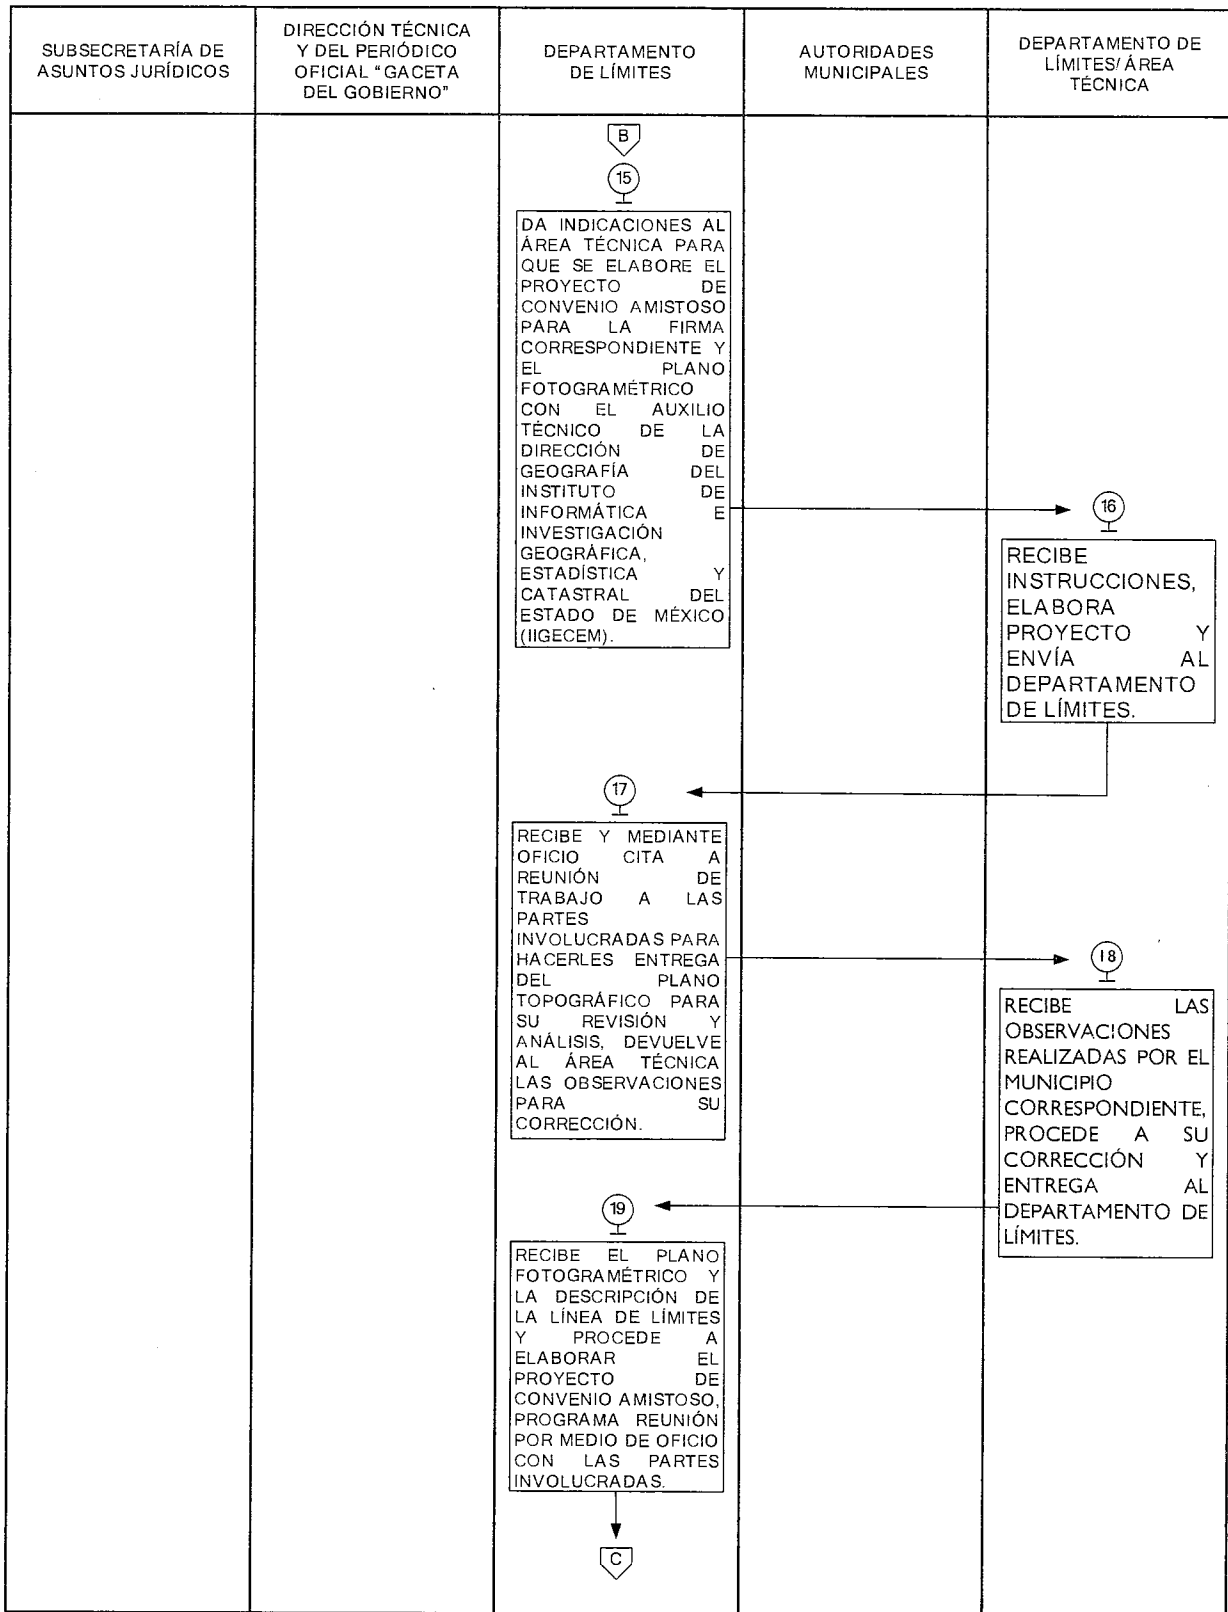 SUBSECRETARÍA DE
ASUNTOS JURÍDICOS
DIRECCIÓN TÉCNICA
Y DEL PERIÓDICO
OFICIAL "GACETA
DEL GOBIERNO"
DEPARTAMENTO
DE LÍMITES
AUTORIDADES
MUNICIPALES
DEPARTAMENTO DE
LÍMITES/ÁREA
TÉCNICA
B
15
DA INDICACIONES AL
ÁREA TÉCNICA PARA
QUE SE ELABORE EL
PROYECTO DE
CONVENIO AMISTOSO
PARA LA FIRMA
CORRESPONDIENTE Y
EL PLANO
FOTOGRAMÉTRICO
CON EL AUXILIO
TÉCNICO DE LA
DIRECCIÓN DE
GEOGRAFÍA DEL
INSTITUTO DE
INFORMÁTICA E
INVESTIGACIÓN
GEOGRÁFICA,
ESTADÍSTICA Y
CATASTRAL DEL
ESTADO DE MÉXICO
(IIGECEM).
16
RECIBE
INSTRUCCIONES,
ELABORA
PROYECTO Y
ENVÍA AL
DEPARTAMENTO
DE LÍMITES.
17
RECIBE Y MEDIANTE
OFICIO CITA A
REUNIÓN DE
TRABAJO A LAS
PARTES
INVOLUCRADAS PARA
HACERLES ENTREGA
DEL PLANO
TOPOGRÁFICO PARA
SU REVISIÓN Y
ANÁLISIS, DEVUELVE
AL ÁREA TÉCNICA
LAS OBSERVACIONES
PARA SU
CORRECCIÓN.
18
RECIBE LAS
OBSERVACIONES
REALIZADAS POR EL
MUNICIPIO
CORRESPONDIENTE,
PROCEDE A SU
CORRECCIÓN Y
ENTREGA AL
DEPARTAMENTO DE
LÍMITES.
19
RECIBE EL PLANO
FOTOGRAMÉTRICO Y
LA DESCRIPCIÓN DE
LA LÍNEA DE LÍMITES
Y PROCEDE A
ELABORAR EL
PROYECTO DE
CONVENIO AMISTOSO,
PROGRAMA REUNIÓN
POR MEDIO DE OFICIO
CON LAS PARTES
INVOLUCRADAS.
C